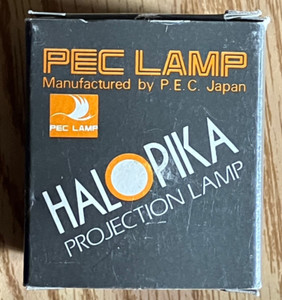 PEC LAMP
Manufactured by P.E.C. Japan
PEC LAMP
HALOPIKA
PROJECTION LAMP